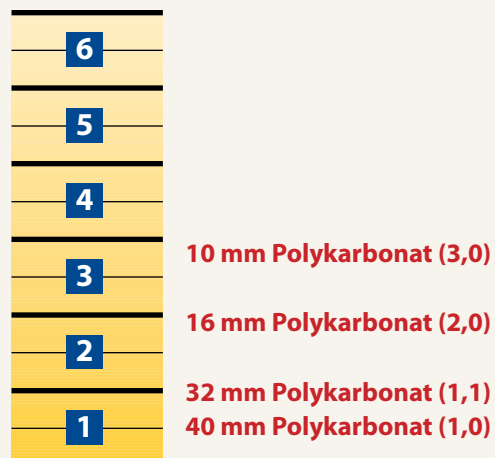 6
5
4
10 mm Polykarbonat (3,0)
3
16 mm Polykarbonat (2,0)
2
32 mm Polykarbonat (1,1)
1
40 mm Polykarbonat (1,0)